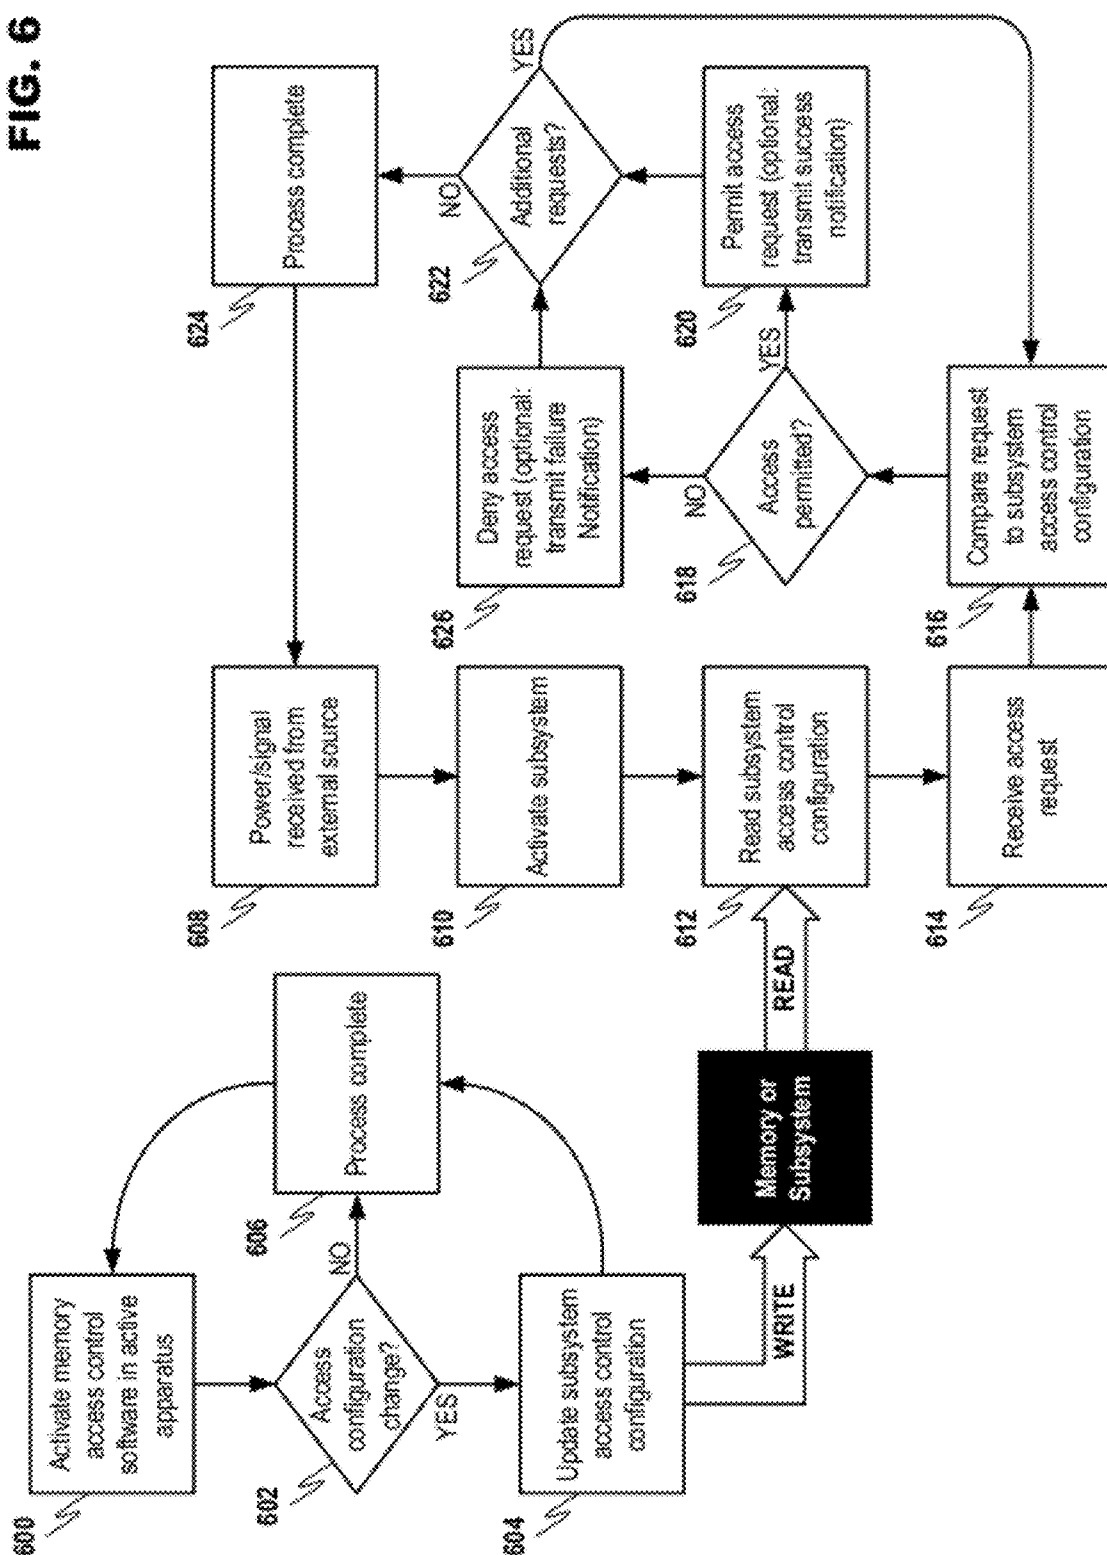 FIG. 6
600
Activate memory
access control
software in active
apparatus
602
Access
configuration
change?
NO
YES
604
Update subsystem
access control
configuration
606
Process complete
WRITE
Memory or
Subsystem
READ
608
Power/signal
received from
external source
610
Activate subsystem
612
Read subsystem
access control
configuration
614
Receive access
request
616
Compare request
to subsystem
access control
configuration
618
Access
permitted?
NO
YES
620
Permit access
request (optional:
transmit success
notification)
622
Additional
requests?
NO
YES
624
Process complete
626
Deny access
request (optional:
transmit failure
Notification)